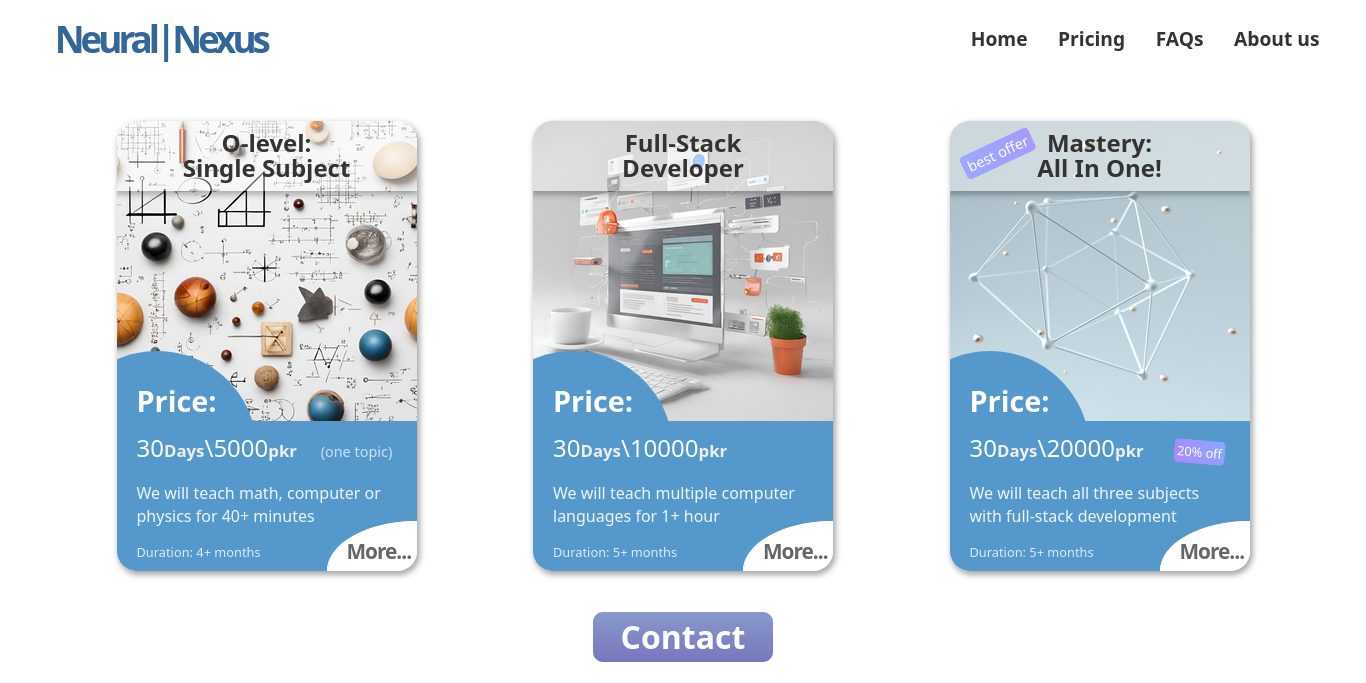 Neural|Nexus
Home Pricing FAQs About us
O-level:
Single Subject
Price:
30Days\5000pkr (one topic)
We will teach math, computer or
physics for 40+ minutes
Duration: 4+ months
More...
Full-Stack
Developer
Price:
30Days\10000pkr
We will teach multiple computer
languages for 1+ hour
Duration: 5+ months
More...
best offer
Mastery:
All In One!
Price:
30Days\20000pkr 20% off
We will teach all three subjects
with full-stack development
Duration: 5+ months
More...
Contact